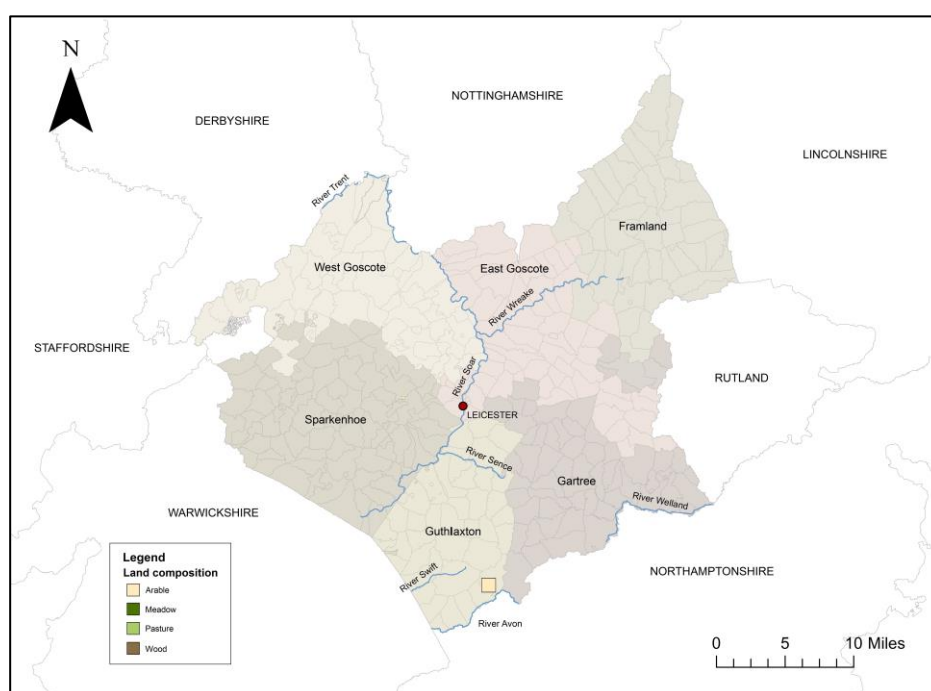 N
NOTTINGHAMSHIRE
DERBYSHIRE
LINCOLNSHIRE
River Trent
Framland
West Goscote
East Goscote
River Wreake
STAFFORDSHIRE
River Soar
RUTLAND
LEICESTER
Sparkenhoe
River Sence
Gartree
River Welland
WARWICKSHIRE
Guthlaxton
NORTHAMPTONSHIRE
River Swift
River Avon
Legend
Land composition
Arable
Meadow
Pasture
Wood
0 5 10 Miles